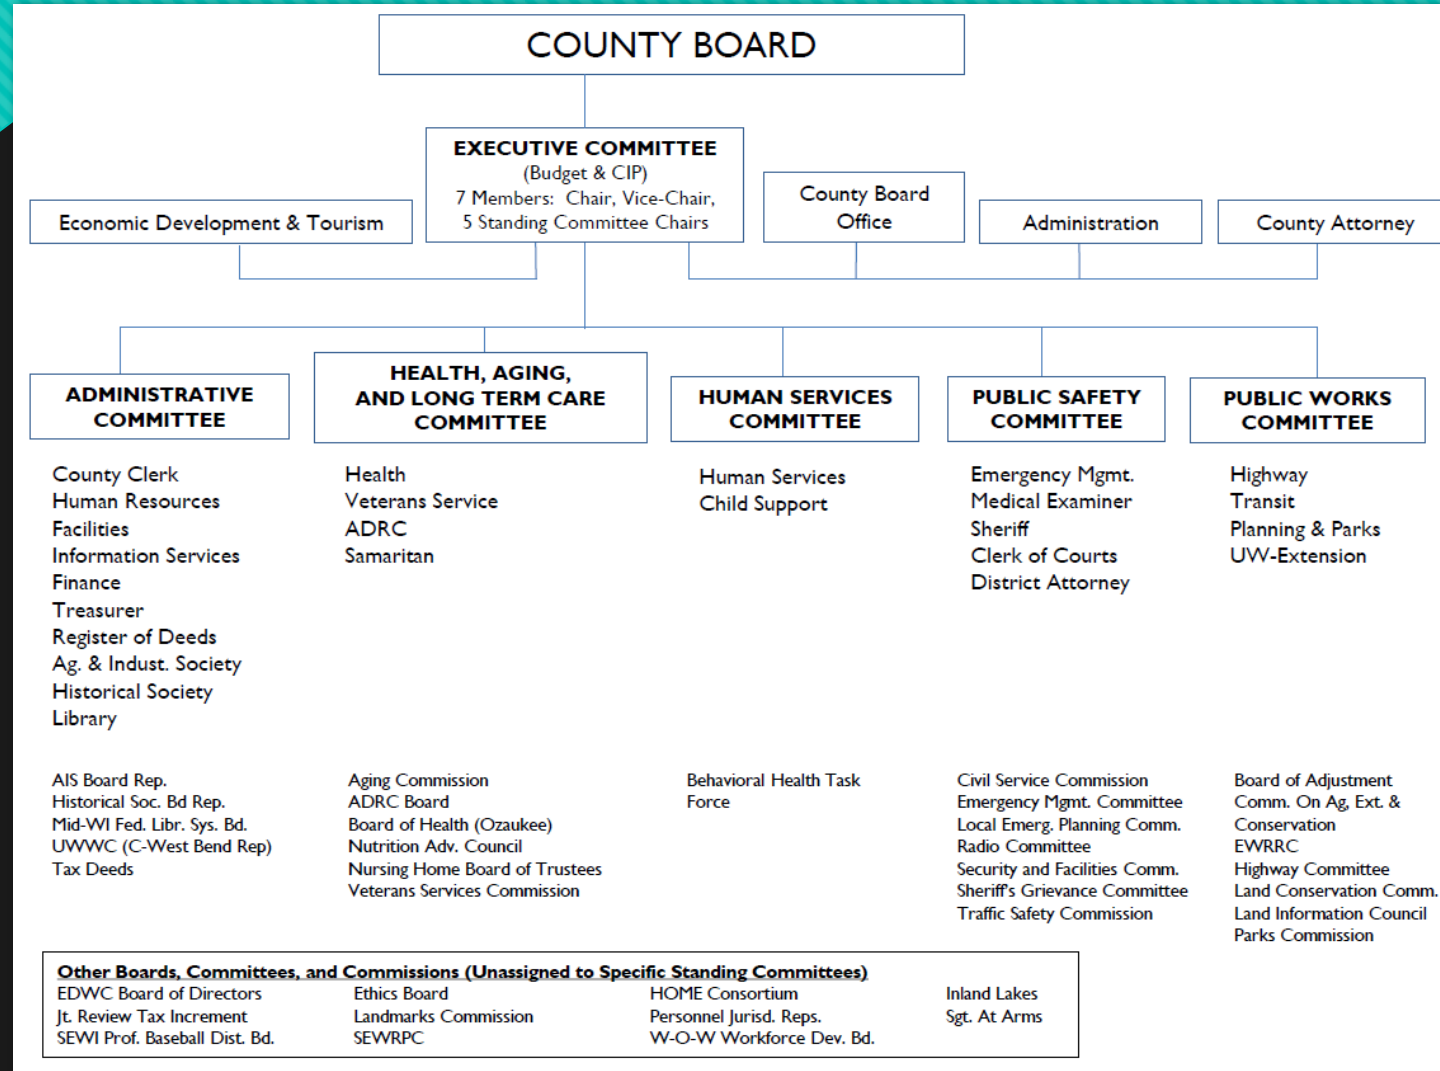 COUNTY BOARD
EXECUTIVE COMMITTEE
(Budget & CIP)
7 Members: Chair, Vice-Chair,
5 Standing Committee Chairs
Economic Development & Tourism
County Board
Office
Administration
County Attorney
ADMINISTRATIVE
COMMITTEE
County Clerk
Human Resources
Facilities
Information Services
Finance
Treasurer
Register of Deeds
Ag. & Indust. Society
Historical Society
Library
AIS Board Rep.
Historical Soc. Bd Rep.
Mid-WI Fed. Libr. Sys. Bd.
UWWC (C-West Bend Rep)
Tax Deeds
HEALTH, AGING,
AND LONG TERM CARE
COMMITTEE
Health
Veterans Service
ADRC
Samaritan
Aging Commission
ADRC Board
Board of Health (Ozaukee)
Nutrition Adv. Council
Nursing Home Board of Trustees
Veterans Services Commission
HUMAN SERVICES
COMMITTEE
Human Services
Child Support
Behavioral Health Task
Force
PUBLIC SAFETY
COMMITTEE
Emergency Mgmt.
Medical Examiner
Sheriff
Clerk of Courts
District Attorney
Civil Service Commission
Emergency Mgmt. Committee
Local Emerg. Planning Comm.
Radio Committee
Security and Facilities Comm.
Sheriff's Grievance Committee
Traffic Safety Commission
PUBLIC WORKS
COMMITTEE
Highway
Transit
Planning & Parks
UW-Extension
Board of Adjustment
Comm. On Ag, Ext. &
Conservation
EWRRC
Highway Committee
Land Conservation Comm.
Land Information Council
Parks Commission
Other Boards, Committees, and Commissions (Unassigned to Specific Standing Committees)
EDWC Board of Directors
Jt. Review Tax Increment
SEWI Prof. Baseball Dist. Bd.
Ethics Board
Landmarks Commission
SEWRPC
HOME Consortium
Personnel Jurisd. Reps.
W-O-W Workforce Dev. Bd.
Inland Lakes
Sgt. At Arms